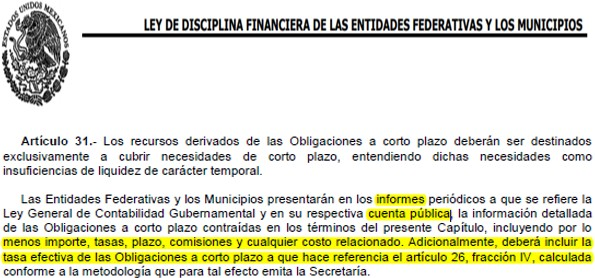 ESTADOS UNIDOS MEXICANOS
LEY DE DISCIPLINA FINANCIERA DE LAS ENTIDADES FEDERATIVAS Y LOS MUNICIPIOS
Artículo 31.- Los recursos derivados de las Obligaciones a corto plazo deberán ser destinados
exclusivamente a cubrir necesidades de corto plazo, entendiendo dichas necesidades como
insuficiencias de liquidez de carácter temporal.
Las Entidades Federativas y los Municipios presentarán en los informes periódicos a que se refiere la
Ley General de Contabilidad Gubernamental y en su respectiva cuenta pública, la información detallada
de las Obligaciones a corto plazo contraídas en los términos del presente Capítulo, incluyendo por lo
menos importe, tasas, plazo, comisiones y cualquier costo relacionado. Adicionalmente, deberá incluir la
tasa efectiva de las Obligaciones a corto plazo a que hace referencia el artículo 26, fracción IV, calculada
conforme a la metodología que para tal efecto emita la Secretaría.